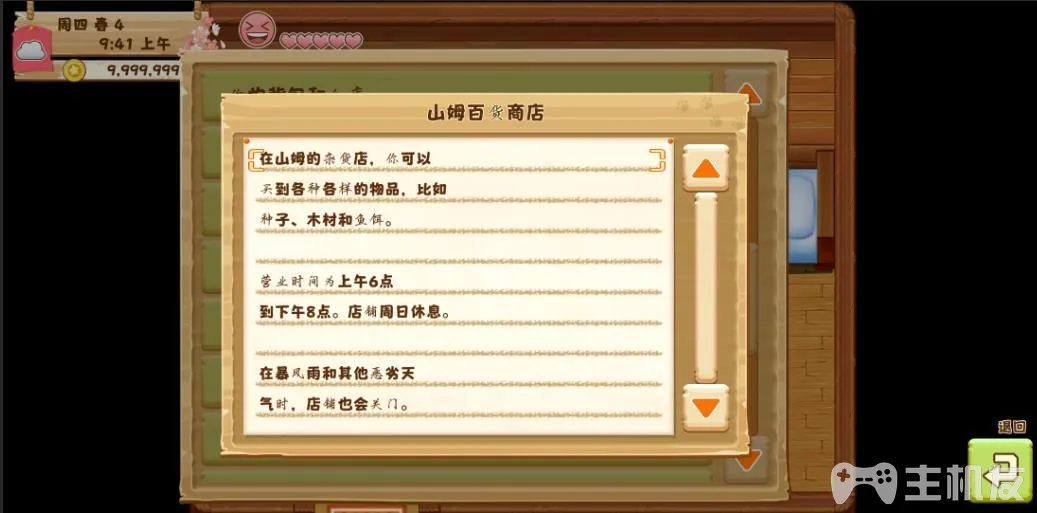 周四 春 4
9:41 上午
9,999,999
山姆百货商店
在山姆的杂货店，你可以
买到各种各样的物品，比如
种子、木材和鱼饵。
营业时间为上午6点
到下午8点。店铺周日休息。
在暴风雨和其他恶劣天
气时，店铺也会关门。
退回
主机友